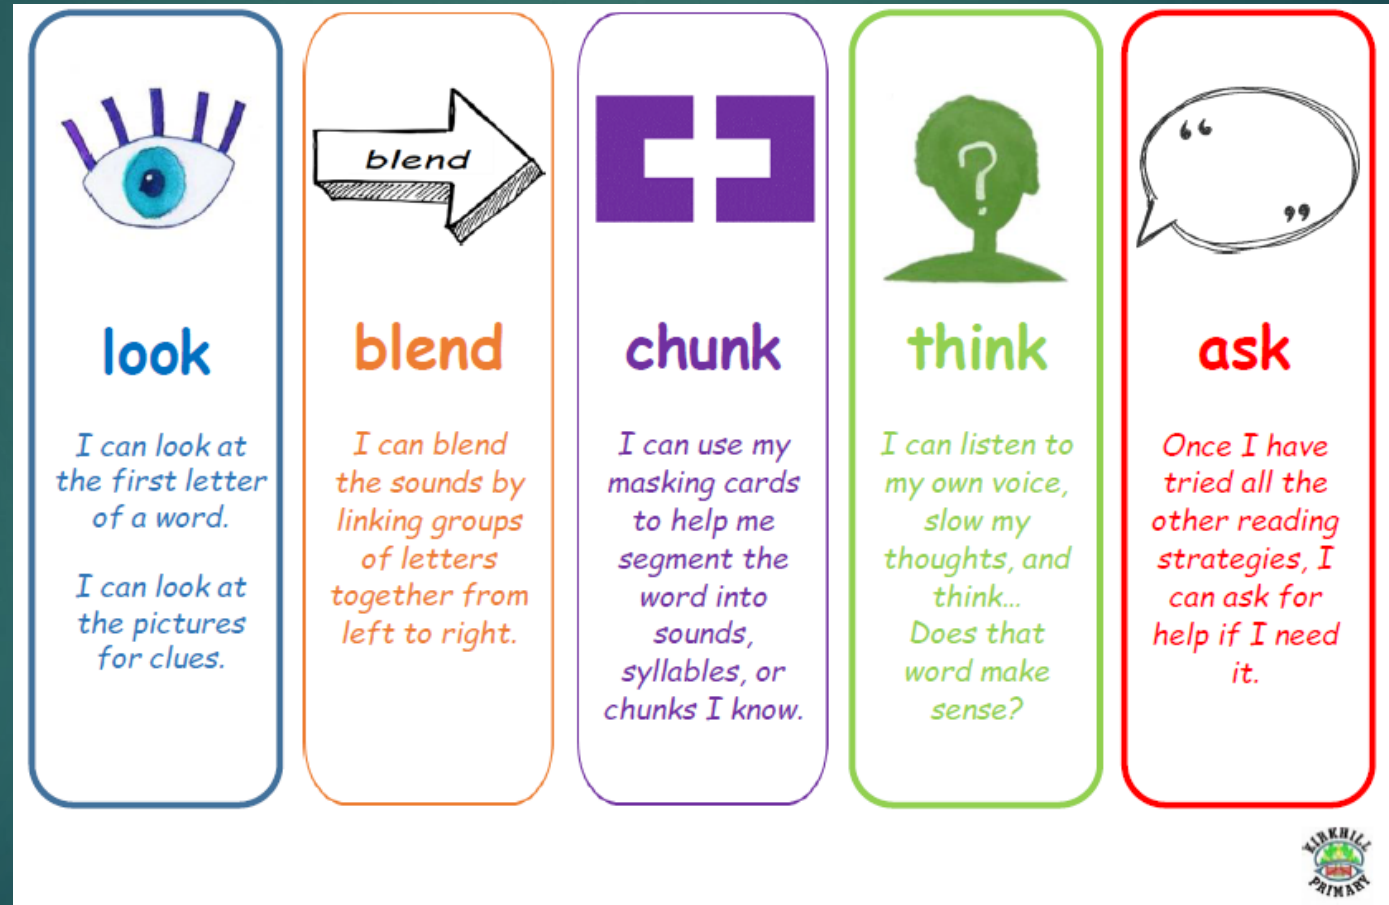 blend
?
“
”
look
I can look at
the first letter
of a word.
I can look at
the pictures
for clues.
blend
I can blend
the sounds by
linking groups
of letters
together from
left to right.
chunk
I can use my
masking cards
to help me
segment the
word into
sounds,
syllables, or
chunks I know.
think
I can listen to
my own voice,
slow my
thoughts, and
think...
Does that
word make
sense?
ask
Once I have
tried all the
other reading
strategies, I
can ask for
help if I need
it.
KIRKHILL
PRIMARY